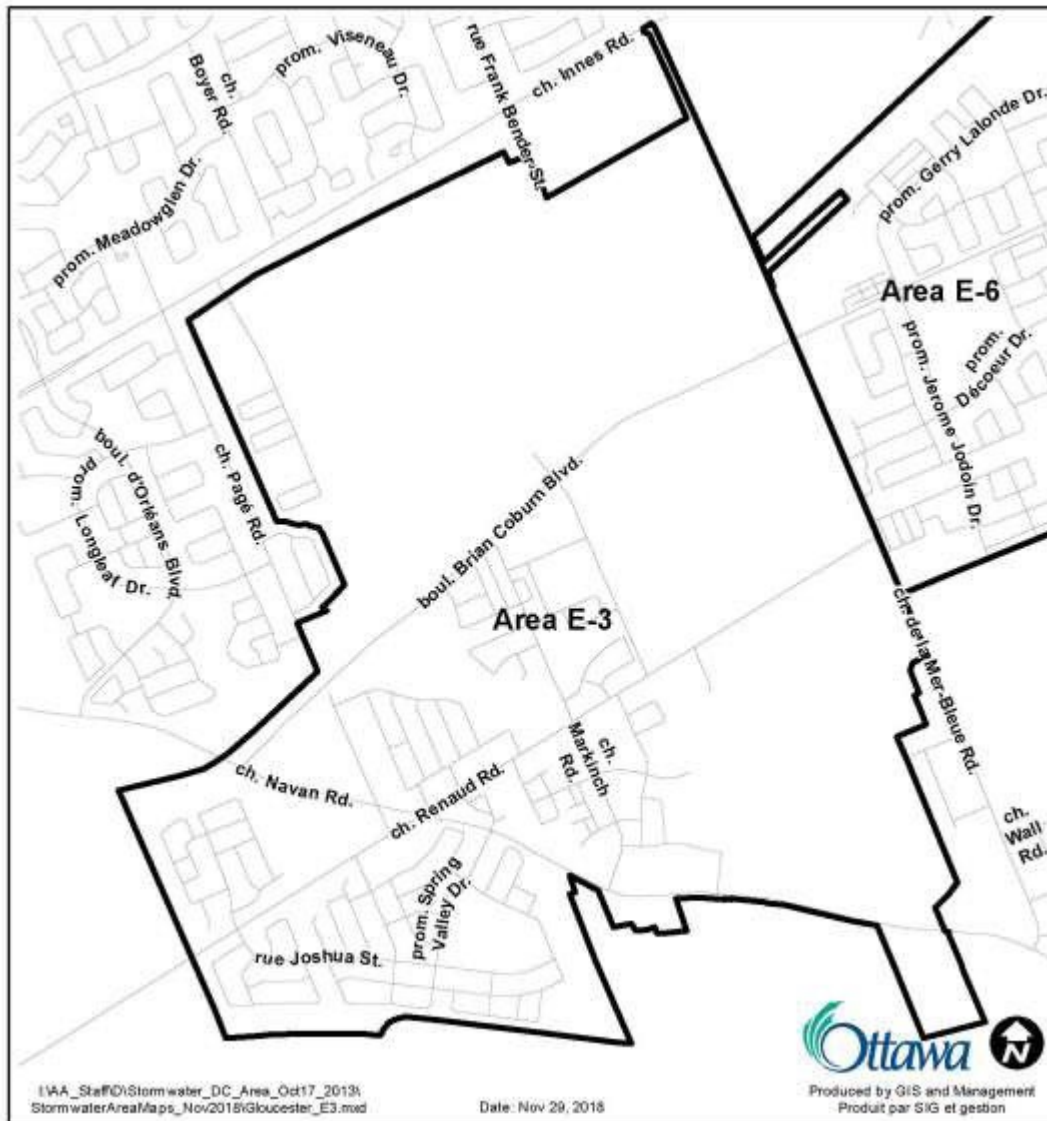 rue Frank Bender St.
ch. Innes Rd.
prom. Viseneau Dr.
ch.
Boyer Rd.
prom. Gerry Lalonde Dr.
prom. Meadowglen Dr.
Area E-6
prom.
Décoeur Dr.
prom. Jerome Jodoin Dr.
boul. d'Orléans Blvd.
prom. Longleaf Dr.
ch. Pagé Rd.
boul. Brian Coburn Blvd.
Area E-3
ch. de la Mer-Bleue Rd.
ch.
Markinch
Rd.
ch. Navan Rd.
ch. Renaud Rd.
ch.
Wall
Rd.
prom. Spring
Valley Dr.
rue Joshua St.
Ottawa
N
I:\AA_Staff\D\Stormwater_DC_Area_Oct17_2013\
StormwaterAreaMaps_Nov2018\Gloucester_E3.mxd
Date: Nov 29, 2018
Produced by GIS and Management
Produit par SIG et gestion